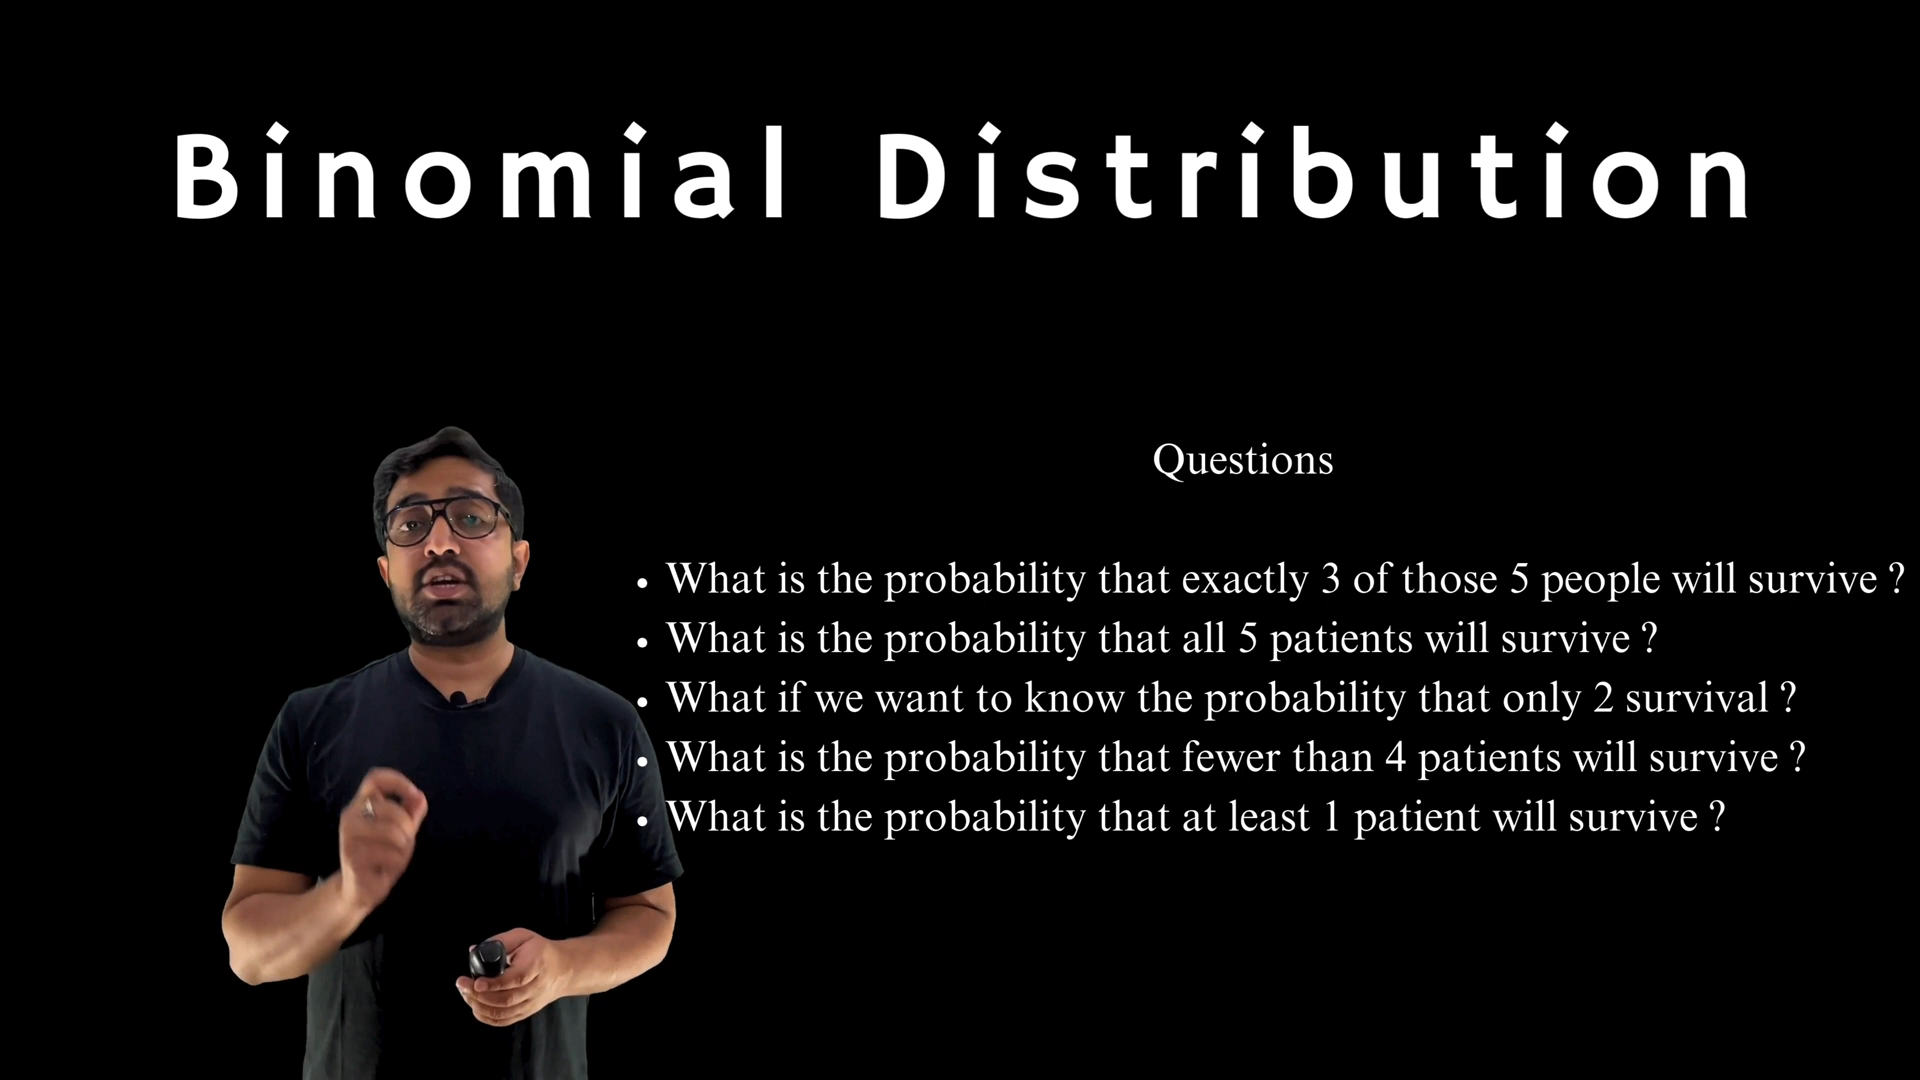 Binomial Distribution
Questions
• What is the probability that exactly 3 of those 5 people will survive ?
• What is the probability that all 5 patients will survive ?
• What if we want to know the probability that only 2 survival ?
• What is the probability that fewer than 4 patients will survive ?
• What is the probability that at least 1 patient will survive ?